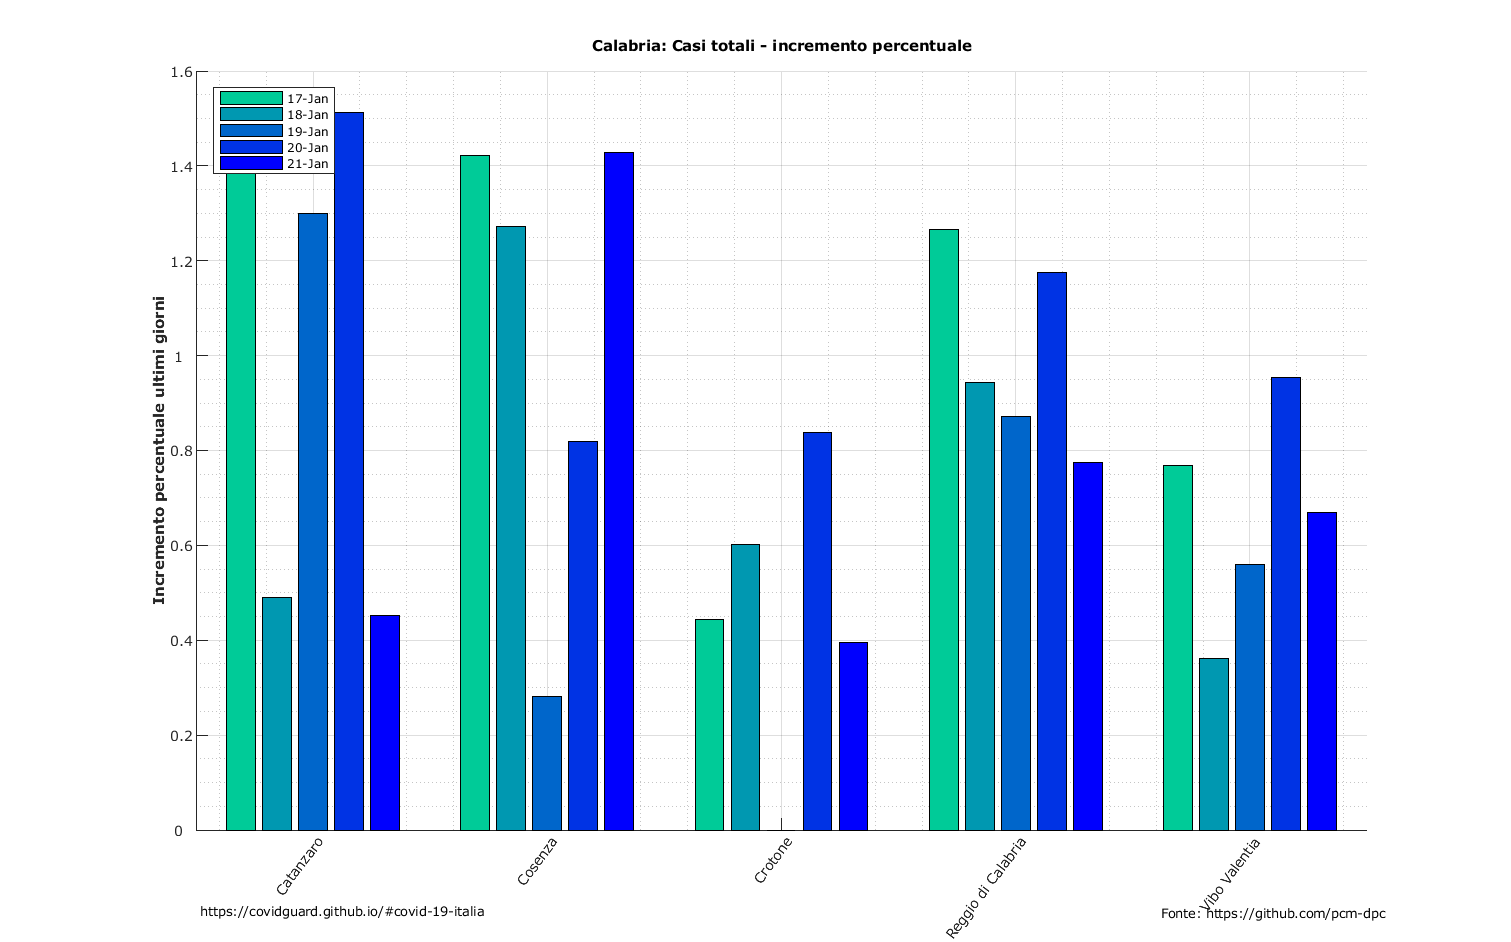 Calabria: Casi totali - incremento percentuale
1.6
1.4
1.2
1
0.8
0.6
0.4
0.2
0
Incremento percentuale ultimi giorni
17-Jan
18-Jan
19-Jan
20-Jan
21-Jan
Catanzaro
Cosenza
Crotone
Reggio di Calabria
Vibo Valentia
https://covidguard.github.io/#covid-19-italia
Fonte: https://github.com/pcm-dpc